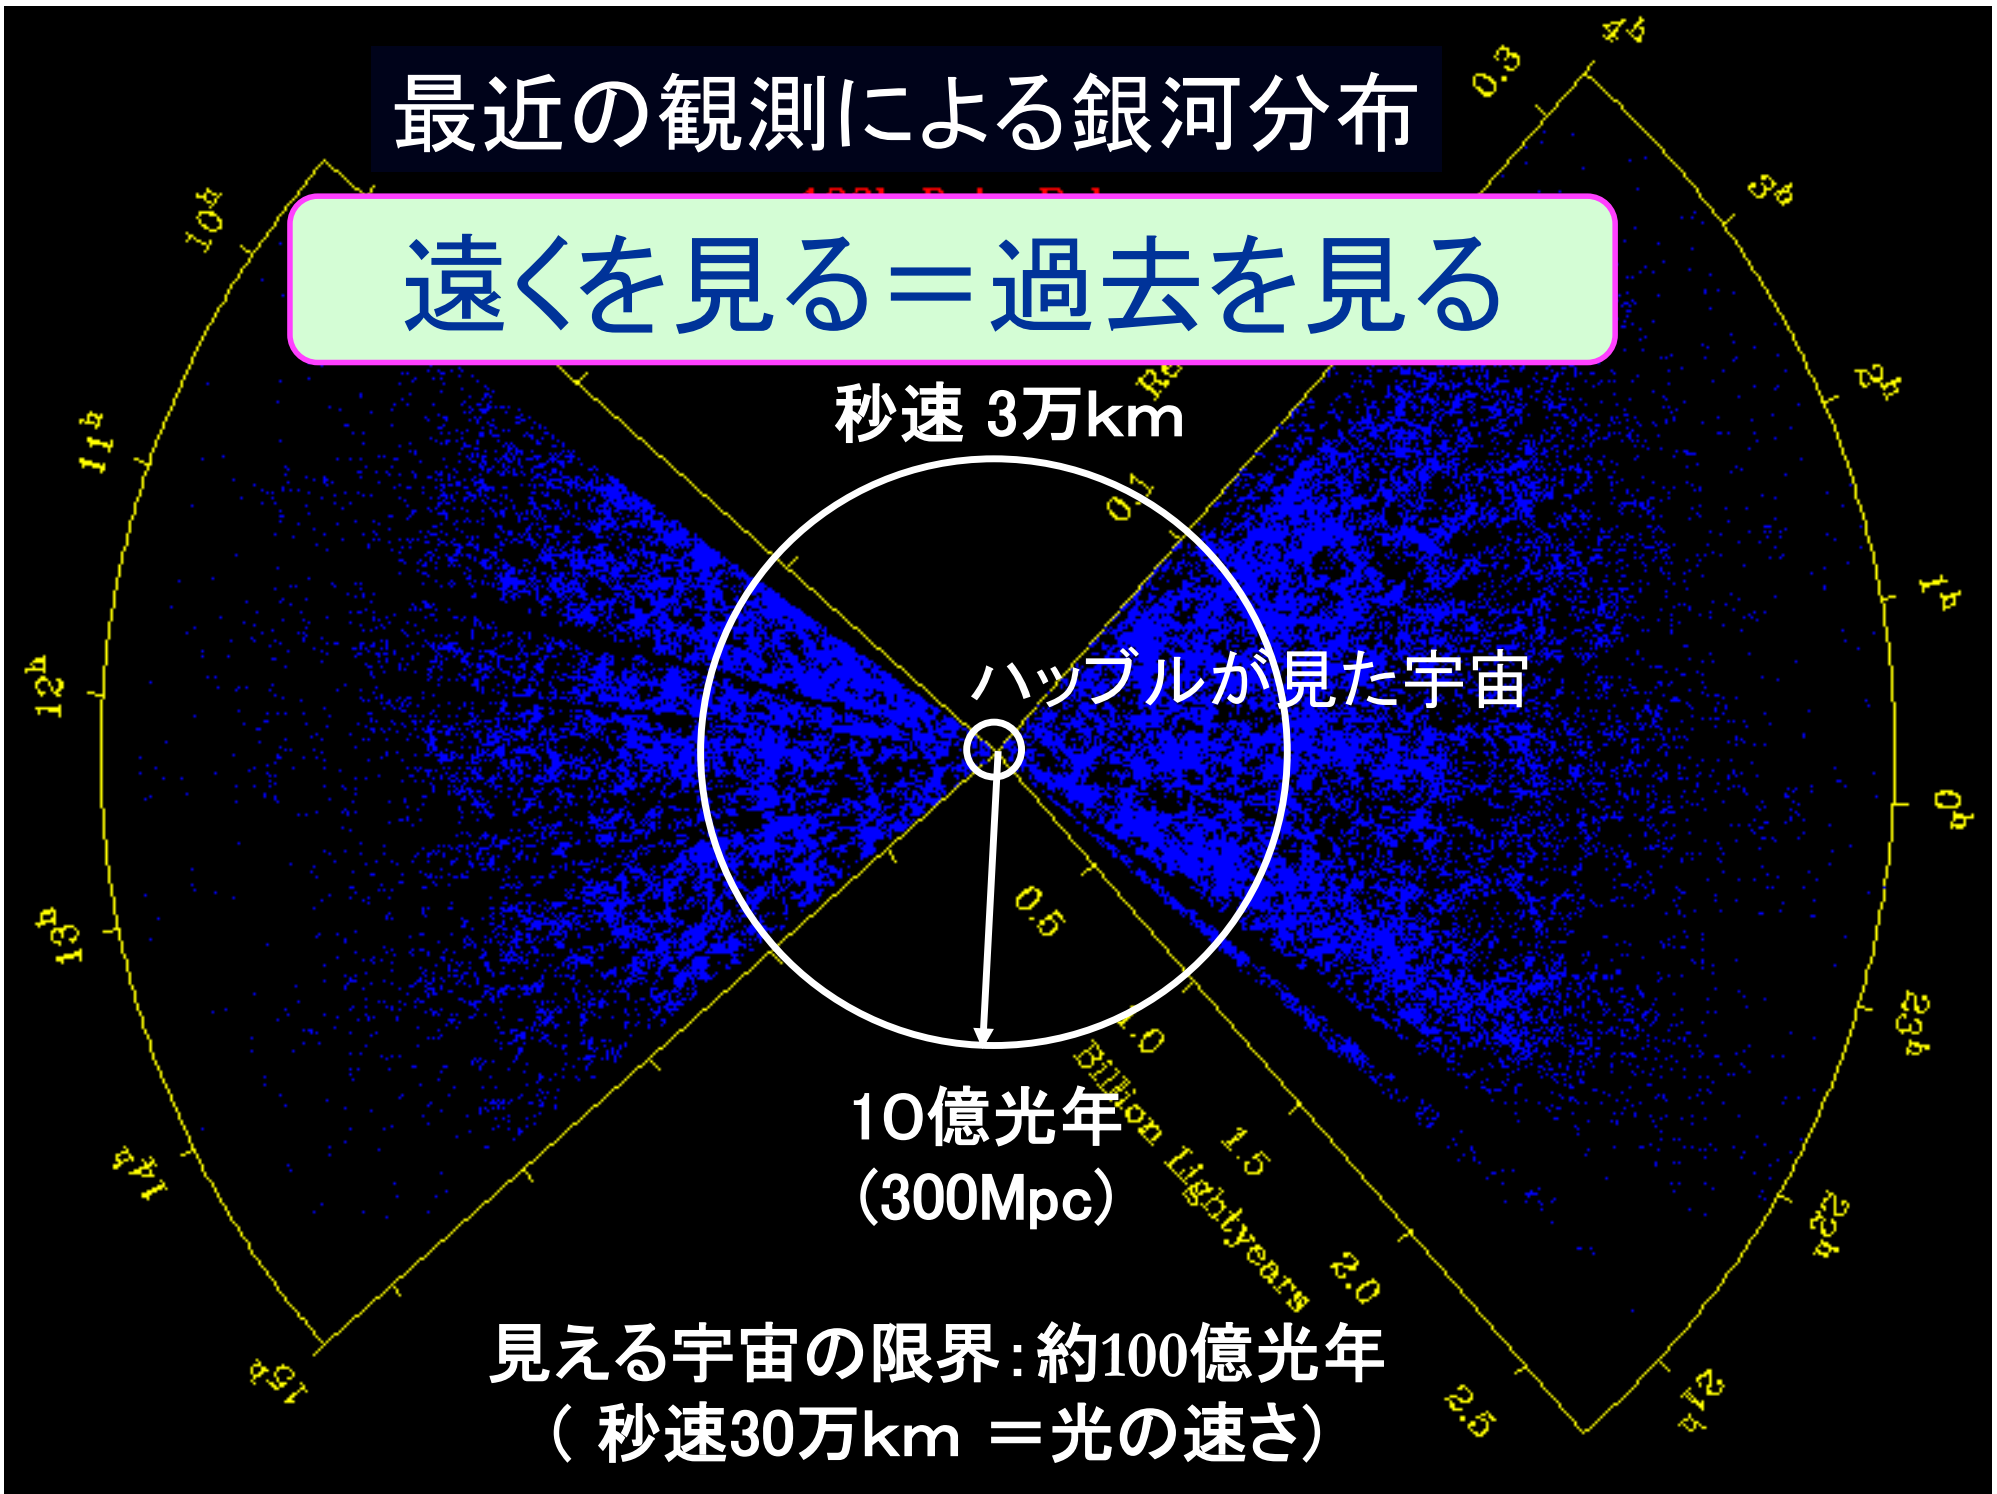 最近の観測による銀河分布
遠くを見る＝過去を見る
秒速 3万km
ハッブルが見た宇宙
10億光年
(300Mpc)
見える宇宙の限界：約100億光年
( 秒速30万km ＝光の速さ)
10h
11h
12h
13h
14h
15h
4h
3h
2h
1h
0h
23h
22h
21h
0.3
0.1
0.5
1.0
1.5
2.0
2.5
Billion Lightyears